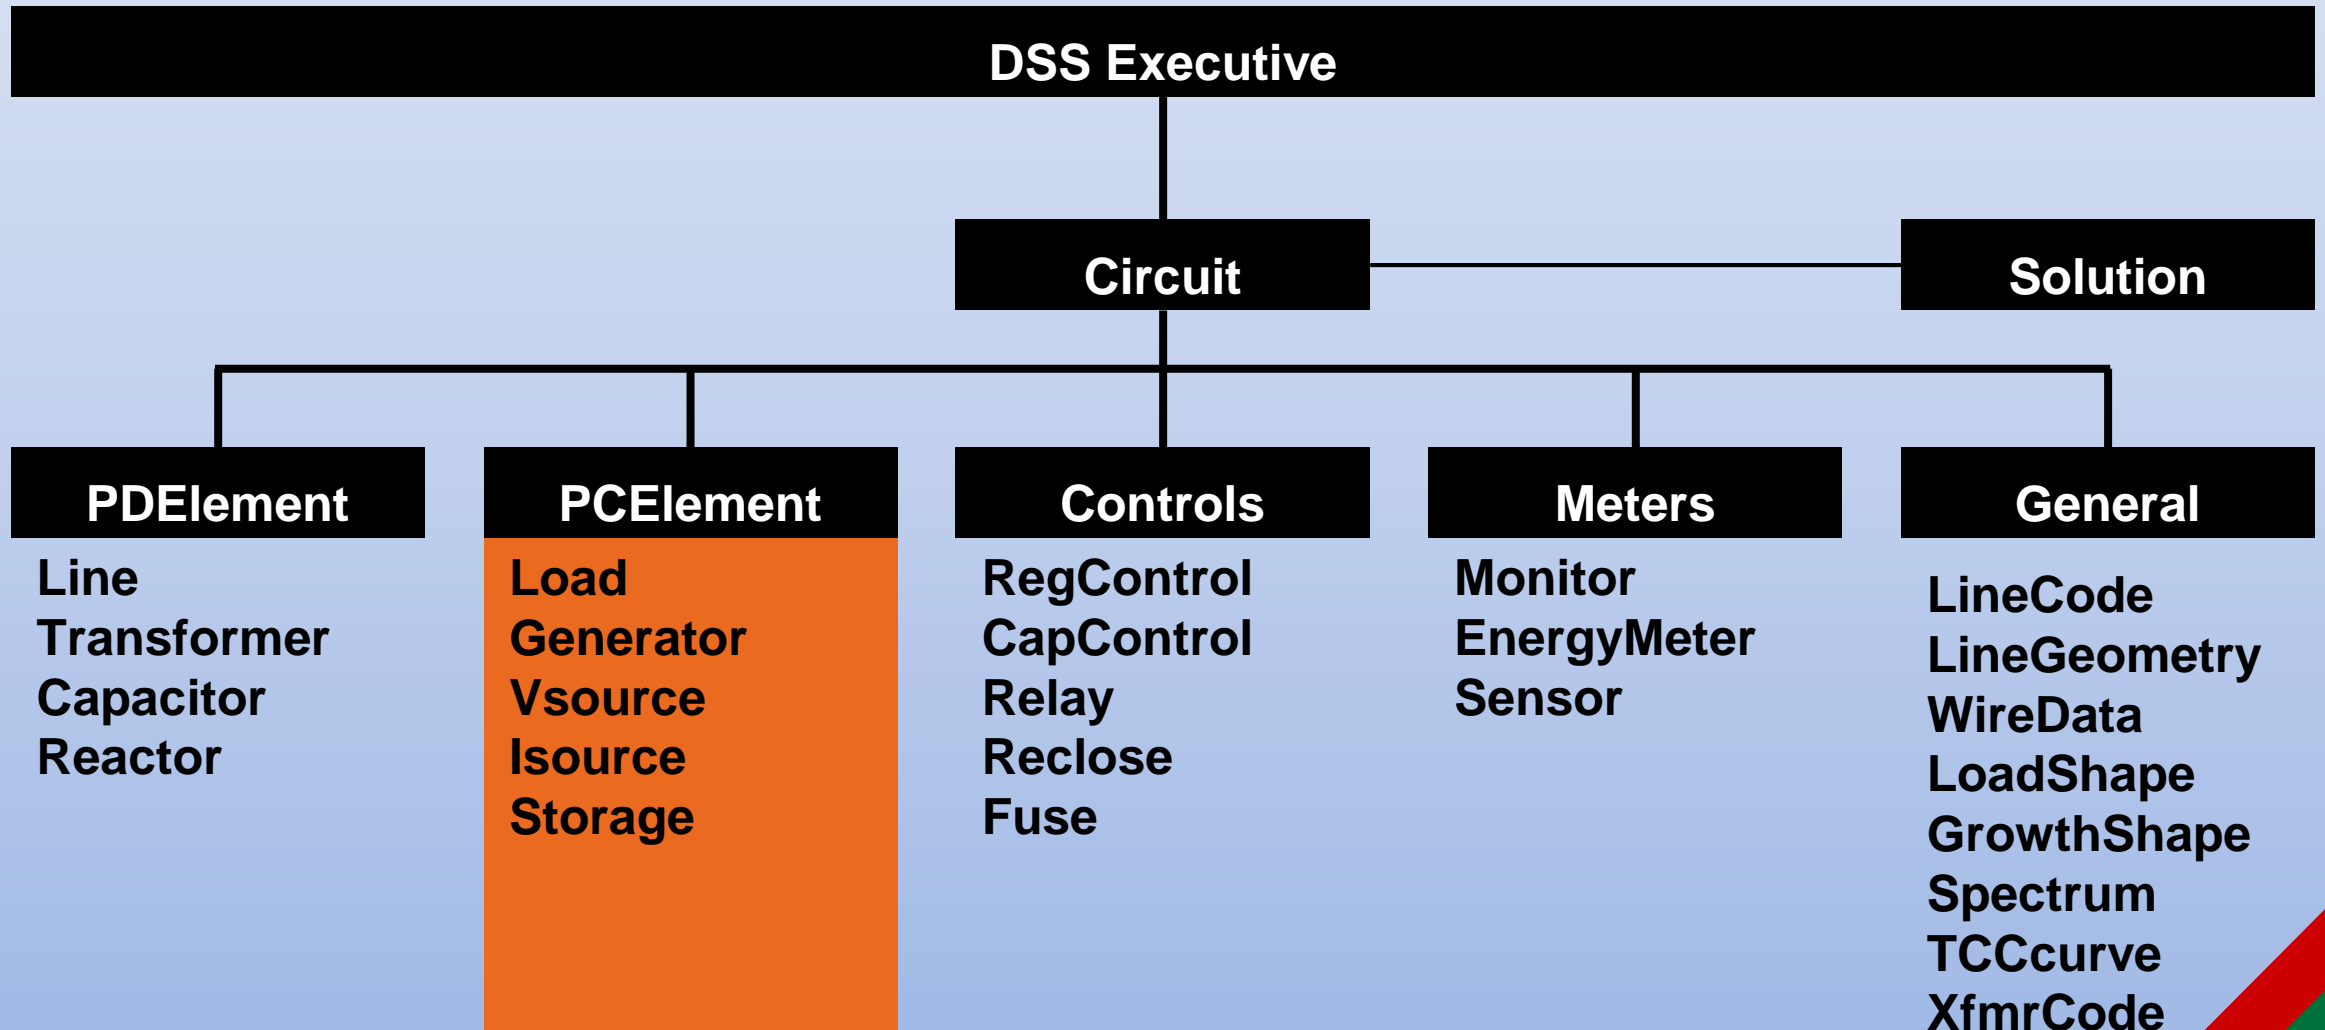 DSS Executive
Circuit
Solution
PDElement
PCElement
Controls
Meters
General
Line
Transformer
Capacitor
Reactor
Load
Generator
Vsource
Isource
Storage
RegControl
CapControl
Relay
Reclose
Fuse
Monitor
EnergyMeter
Sensor
LineCode
LineGeometry
WireData
LoadShape
GrowthShape
Spectrum
TCCcurve
XfmrCode